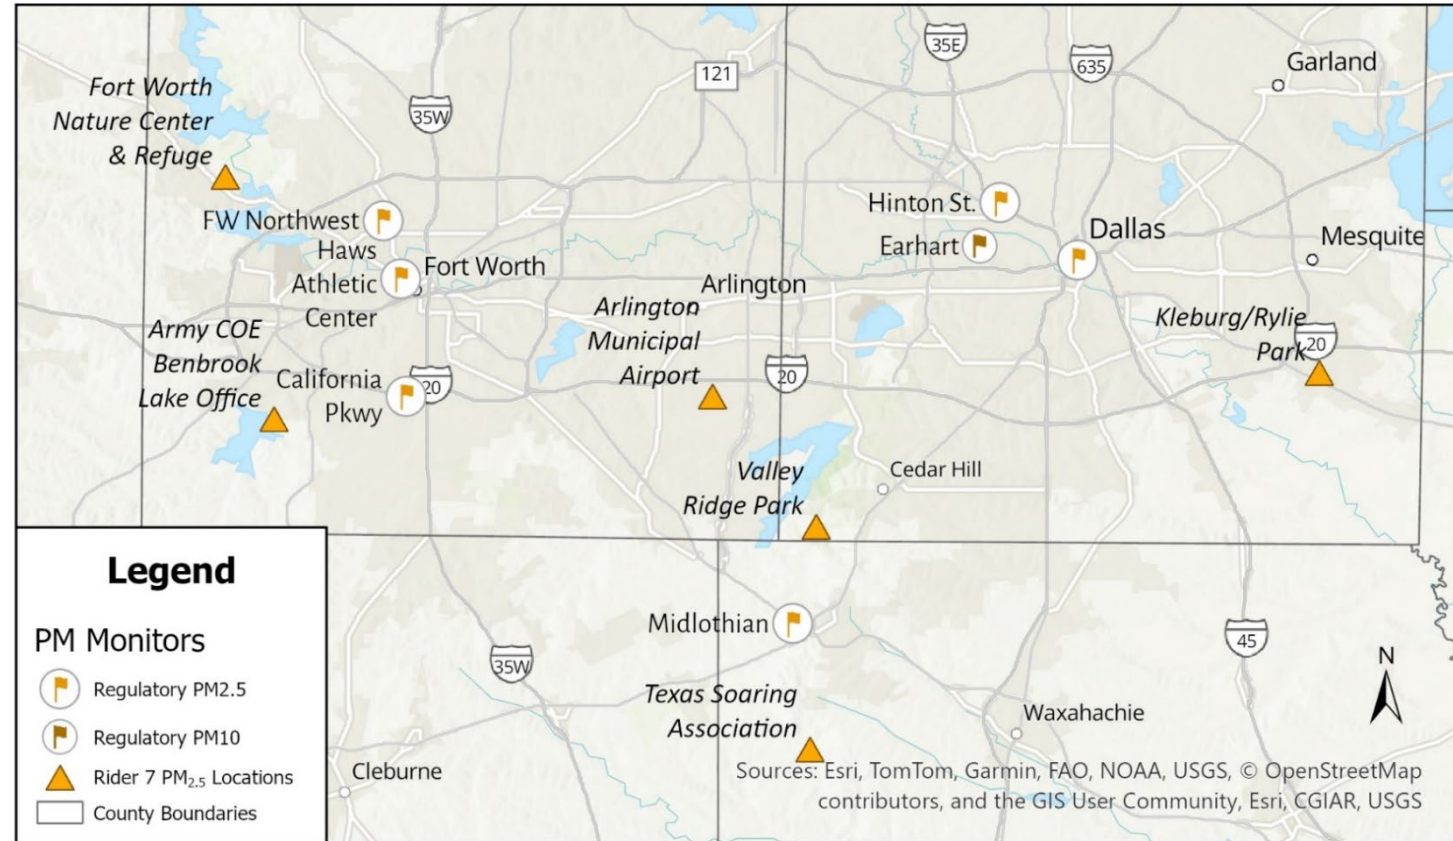 35E
635
Garland
121
Fort Worth
Nature Center
& Refuge
35W
Hinton St.
Dallas
FW Northwest
Earhart
Mesquite
Haws
Athletic
Center
Fort Worth
Arlington
Arlington
Municipal
Airport
Army COE
Benbrook
Lake Office
Kleburg/Rylie
Park
20
California
Pkwy
20
20
Valley
Ridge Park
Cedar Hill
Legend
PM Monitors
Regulatory PM2.5
Regulatory PM10
Rider 7 PM2.5 Locations
County Boundaries
Midlothian
45
35W
N
Texas Soaring
Association
Waxahachie
Cleburne
Sources: Esri, TomTom, Garmin, FAO, NOAA, USGS, © OpenStreetMap
contributors, and the GIS User Community, Esri, CGIAR, USGS